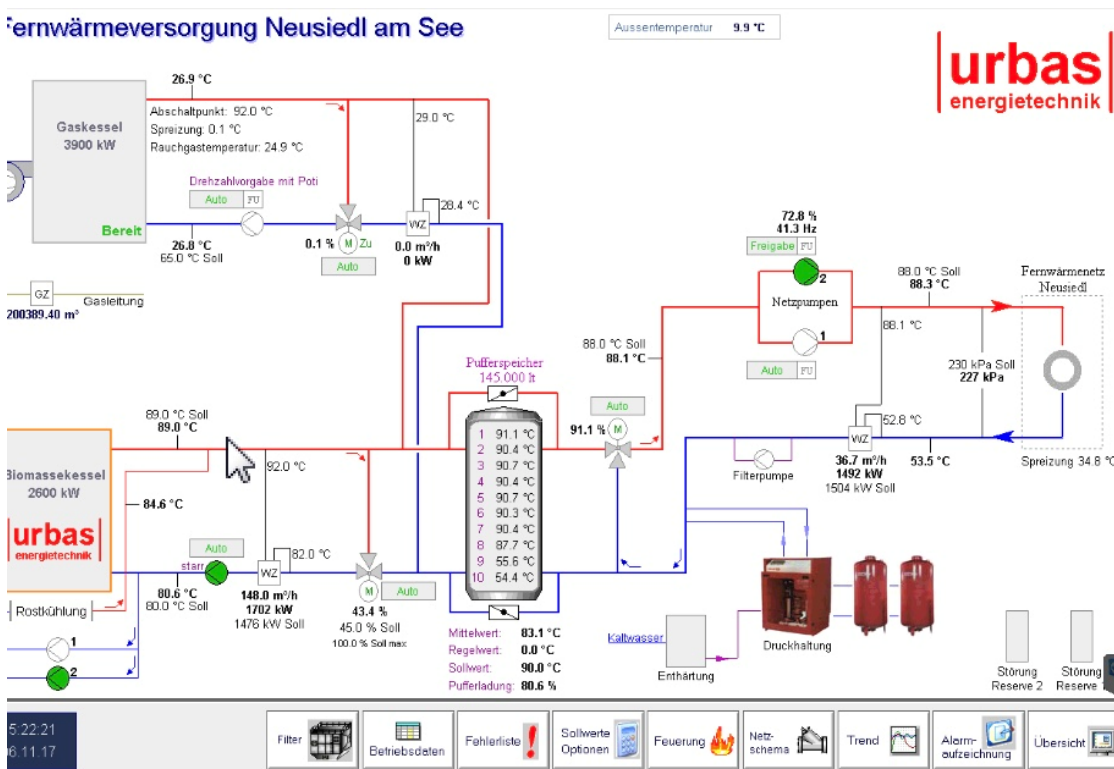 Fernwärmeversorgung Neusiedl am See
Aussentemperatur 9.9 °C
urbas
energietechnik
26.9 °C
Gaskessel
3900 kW
Abschaltpunkt: 92.0 °C
Spreizung: 0.1 °C
Rauchgastemperatur: 24.9 °C
29.0 °C
Drehzahlvorgabe mit Poti
Auto FU
28.4 °C
WZ
Bereit
26.8 °C
65.0 °C Soll
0.1 % M Zu
Auto
0.0 m³/h
0 kW
GZ
Gasleitung
200389.40 m³
72.8 %
41.3 Hz
Freigabe FU
2
Netzpumpen
1
Auto FU
88.0 °C Soll
88.3 °C
Fernwärmenetz
Neusiedl
88.1 °C
88.0 °C Soll
88.1 °C
230 kPa Soll
227 kPa
Pufferspeicher
145.000 lt
Auto
91.1 % M
52.8 °C
WZ
36.7 m³/h
1492 kW
1504 kW Soll
53.5 °C
Spreizung 34.8 °C
Filterpumpe
89.0 °C Soll
89.0 °C
Biomassekessel
2600 kW
urbas
energietechnik
92.0 °C
84.6 °C
1 91.1 °C
2 90.4 °C
3 90.7 °C
4 90.4 °C
5 90.7 °C
6 90.3 °C
7 90.4 °C
8 87.7 °C
9 55.6 °C
10 54.4 °C
Auto
starr
82.0 °C
WZ
80.6 °C
80.0 °C Soll
148.0 m³/h
1702 kW
1476 kW Soll
M Auto
43.4 %
45.0 % Soll
100.0 % Soll max
Rostkühlung
1
2
Mittelwert: 83.1 °C
Regelwert: 0.0 °C
Sollwert: 90.0 °C
Pufferladung: 80.6 %
Kaltwasser
Enthärtung
Druckhaltung
Störung
Reserve 2
Störung
Reserve
5:22:21
6.11.17
Filter
Betriebsdaten
Fehlerliste
Sollwerte
Optionen
Feuerung
Netz-
schema
Trend
Alarm-
aufzeichnung
Übersicht